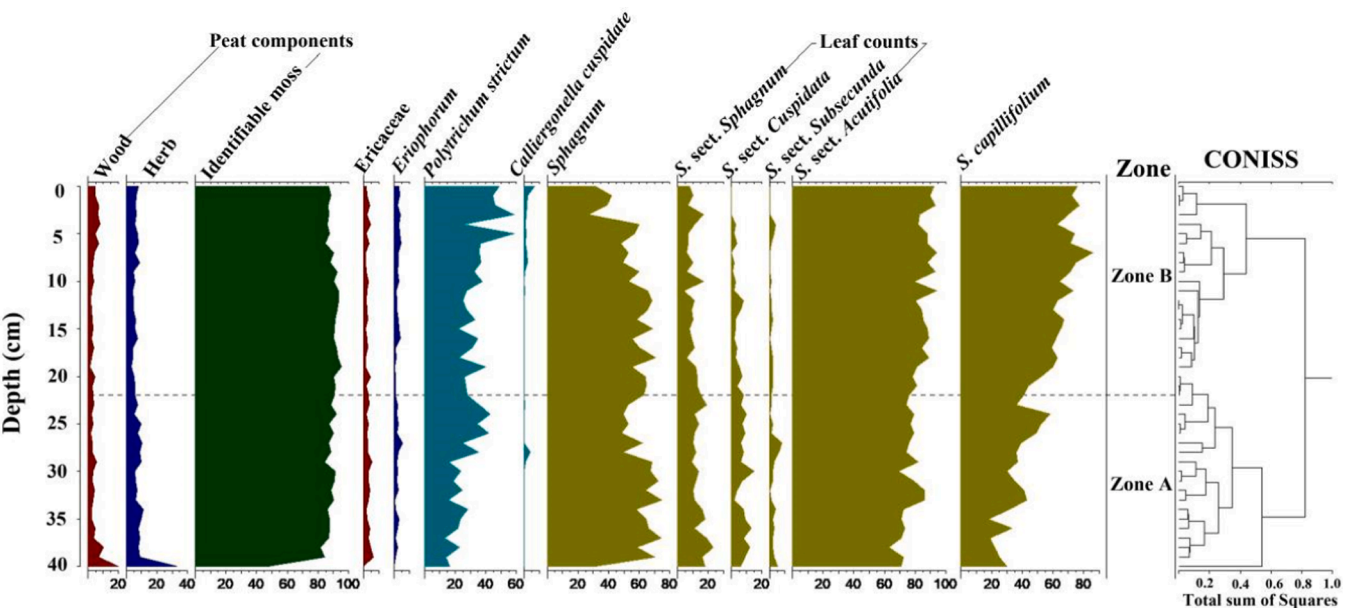 Peat components
Leaf counts
Wood
Herb
Identifiable moss
Ericaceae
Eriophorum
Polytrichum strictum
Calliergonella cuspidate
Sphagnum
S. sect. Sphagnum
S. sect. Cuspidata
S. sect. Subsecunda
S. sect. Acutifolia
S. capillifolium
Zone
CONISS
Depth (cm)
0
5
10
15
20
25
30
35
40
Zone B
Zone A
20
20
20 40 60 80 100
20 40 60
20 40 60 80
20
20
20 40 60 80 100
20 40 60 80
0.2 0.4 0.6 0.8 1.0
Total sum of Squares